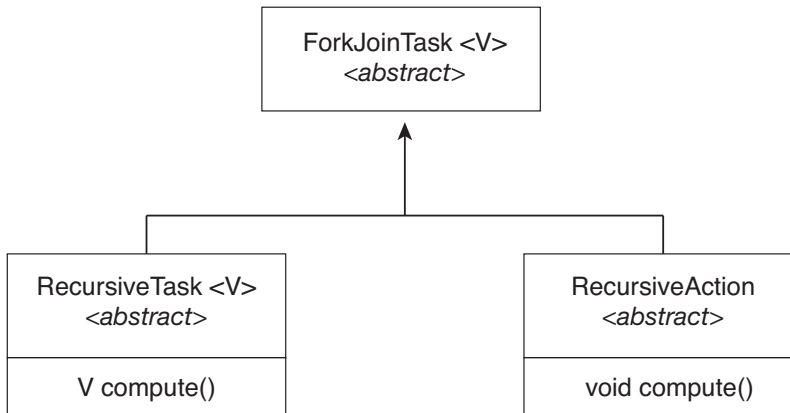 ForkJoinTask <V>
<abstract>
RecursiveTask <V>
<abstract>
V compute()
RecursiveAction
<abstract>
void compute()